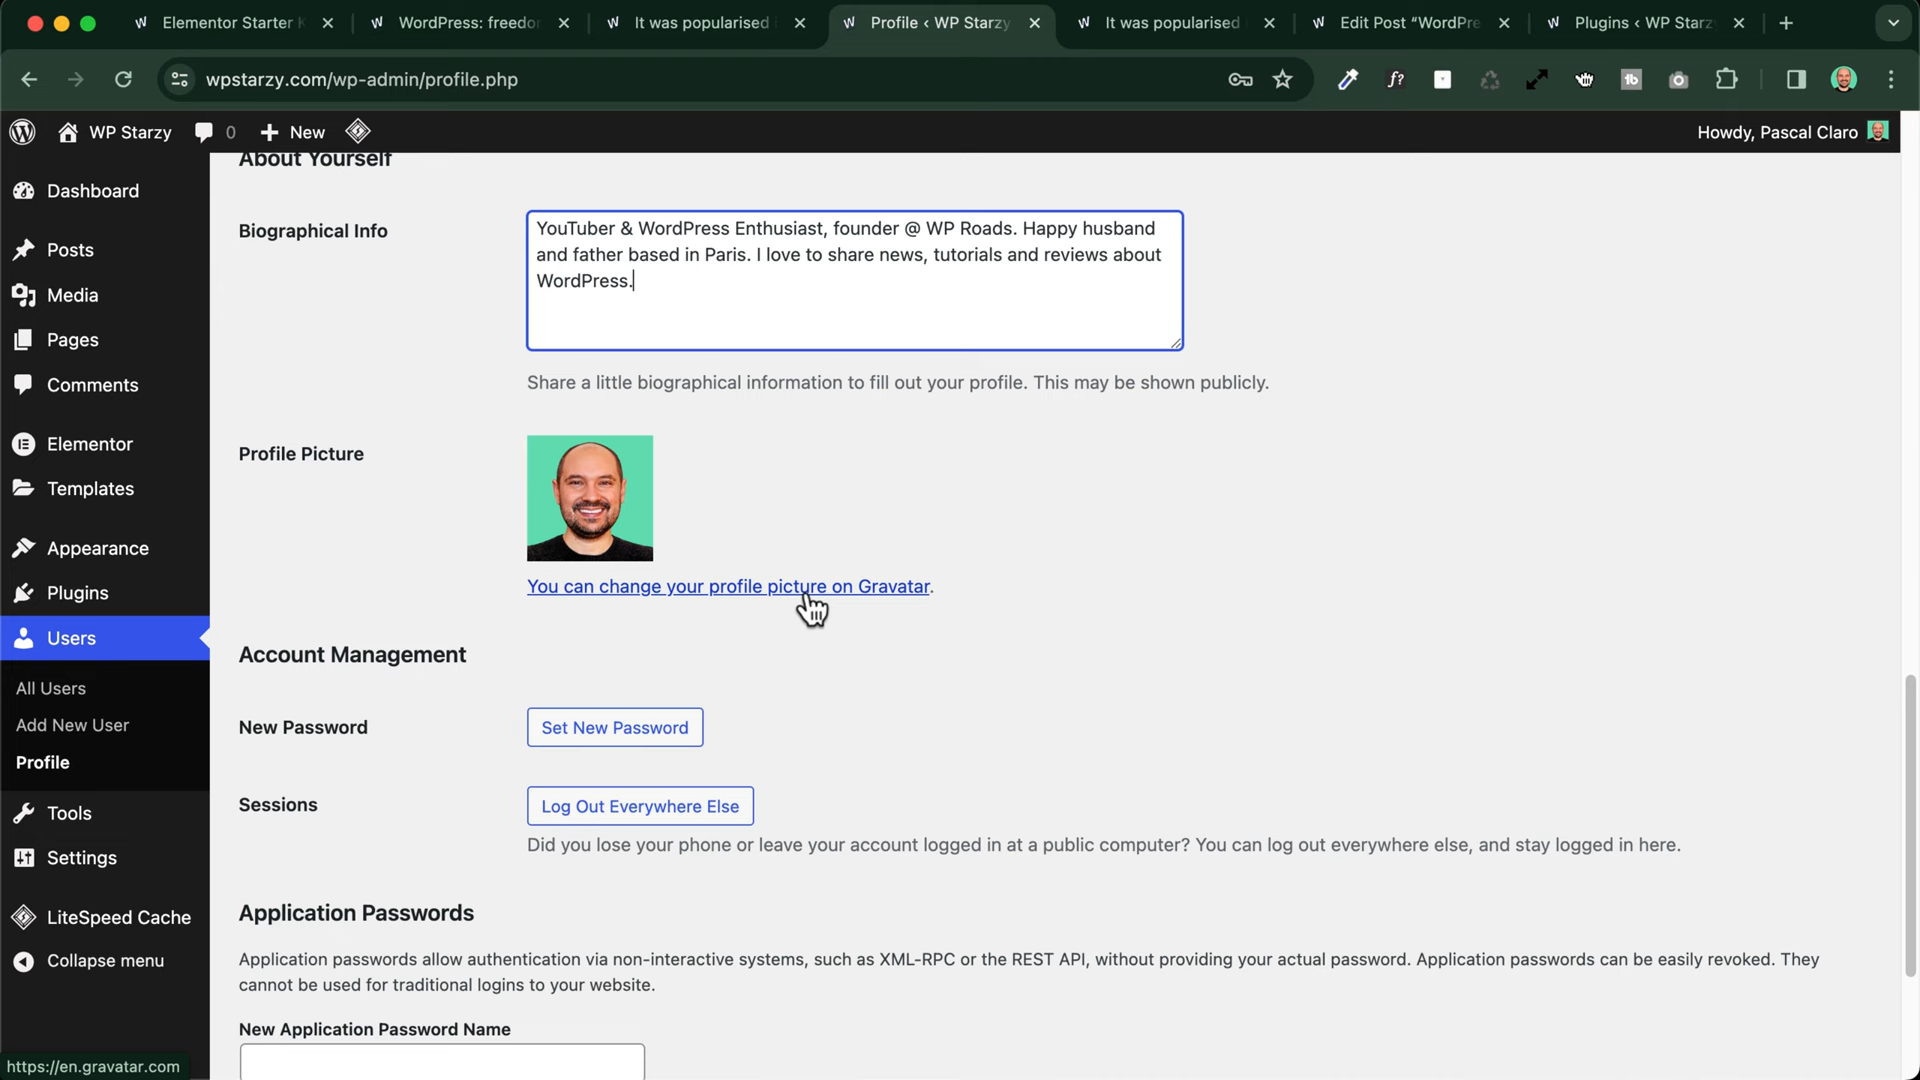 Elementor Starter K
WordPress: freedo
It was popularised
Profile ‹ WP Starzy
It was popularised
Edit Post “WordPre
Plugins ‹ WP Starz
wpstarzy.com/wp-admin/profile.php
WP Starzy
0
New
Howdy, Pascal Claro
Dashboard
Posts
Media
Pages
Comments
Elementor
Templates
Appearance
Plugins
Users
All Users
Add New User
Profile
Tools
Settings
LiteSpeed Cache
Collapse menu
About Yourself
Biographical Info
YouTuber & WordPress Enthusiast, founder @ WP Roads. Happy husband
and father based in Paris. I love to share news, tutorials and reviews about
WordPress.
Share a little biographical information to fill out your profile. This may be shown publicly.
Profile Picture
You can change your profile picture on Gravatar.
Account Management
New Password
Set New Password
Sessions
Log Out Everywhere Else
Did you lose your phone or leave your account logged in at a public computer? You can log out everywhere else, and stay logged in here.
Application Passwords
Application passwords allow authentication via non-interactive systems, such as XML-RPC or the REST API, without providing your actual password. Application passwords can be easily revoked. They
cannot be used for traditional logins to your website.
New Application Password Name
https://en.gravatar.com